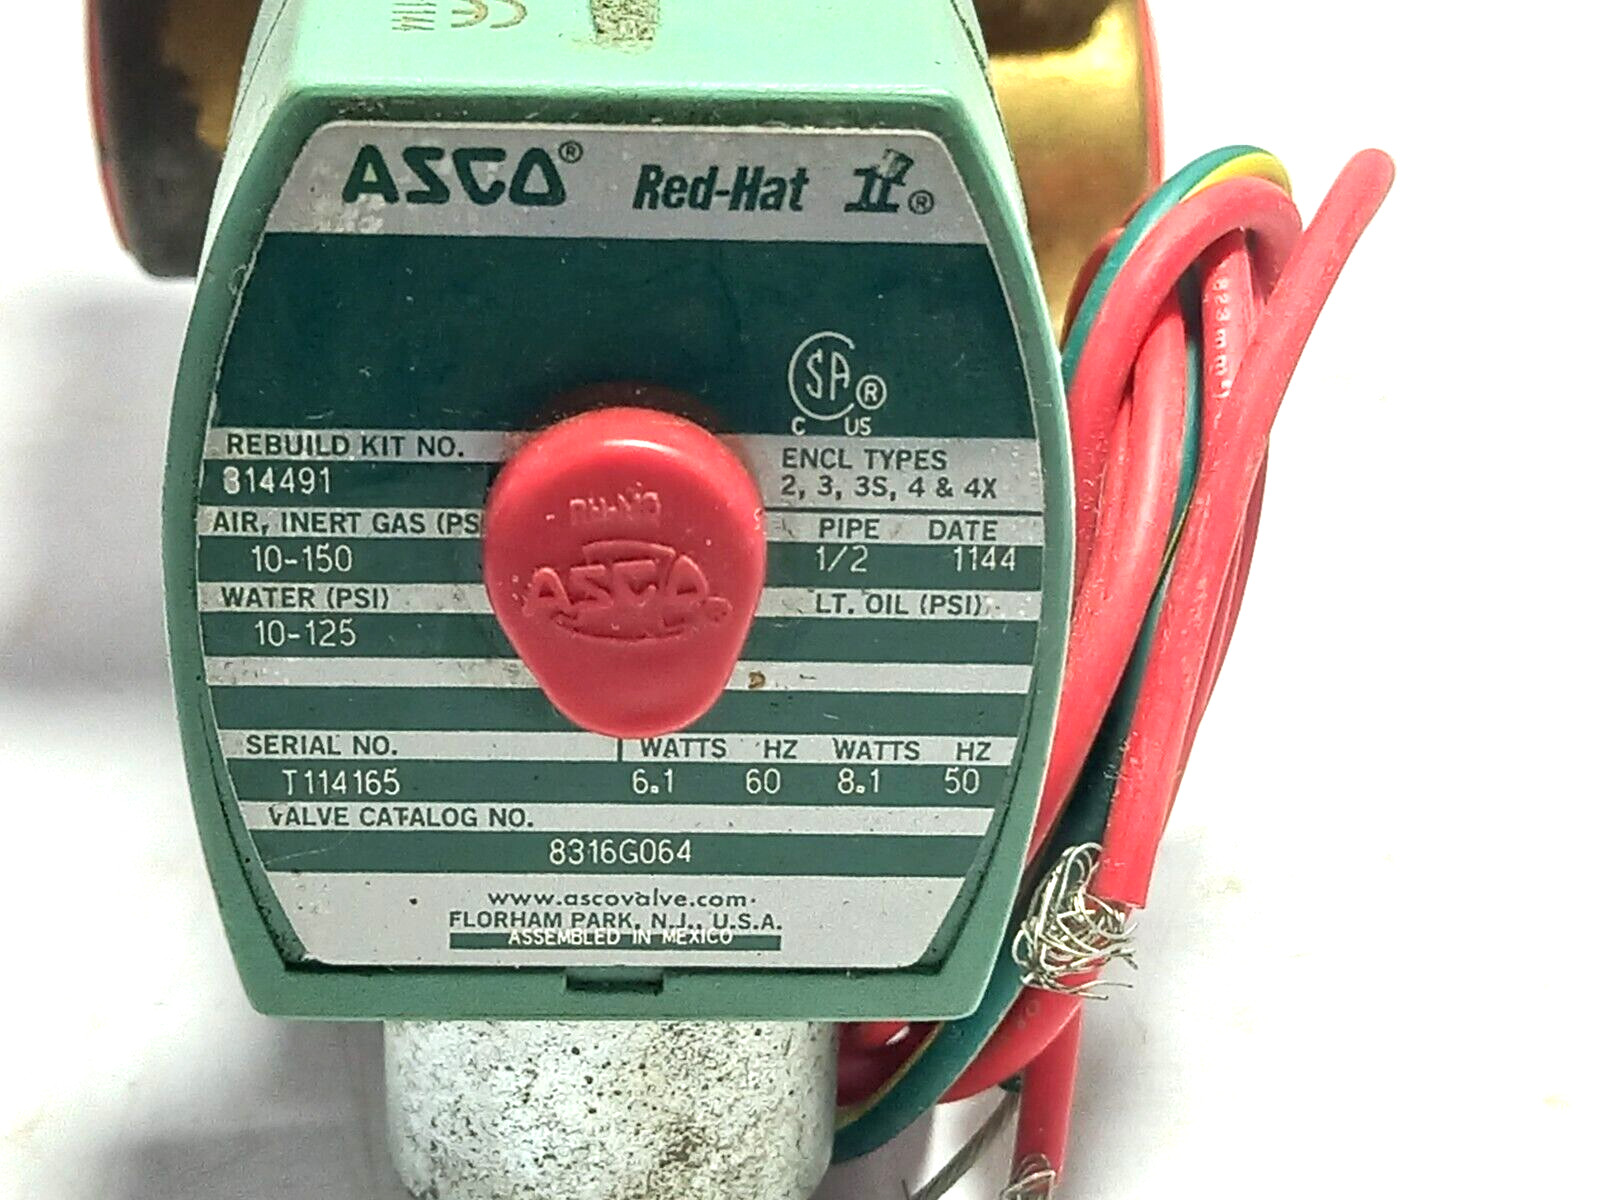 ASCO® Red-Hat II®
SA®
C US
REBUILD KIT NO.
314491
ENCL TYPES
2, 3, 3S, 4 & 4X
AIR, INERT GAS (PS
PIPE DATE
10-150
1/2 1144
WATER (PSI)
LT. OIL (PSI)
10-125
ASCO®
SERIAL NO. WATTS HZ WATTS HZ
T114165 6.1 60 8.1 50
VALVE CATALOG NO.
8316G064
www.ascovalve.com
FLORHAM PARK, N.J., U.S.A.
ASSEMBLED IN MEXICO